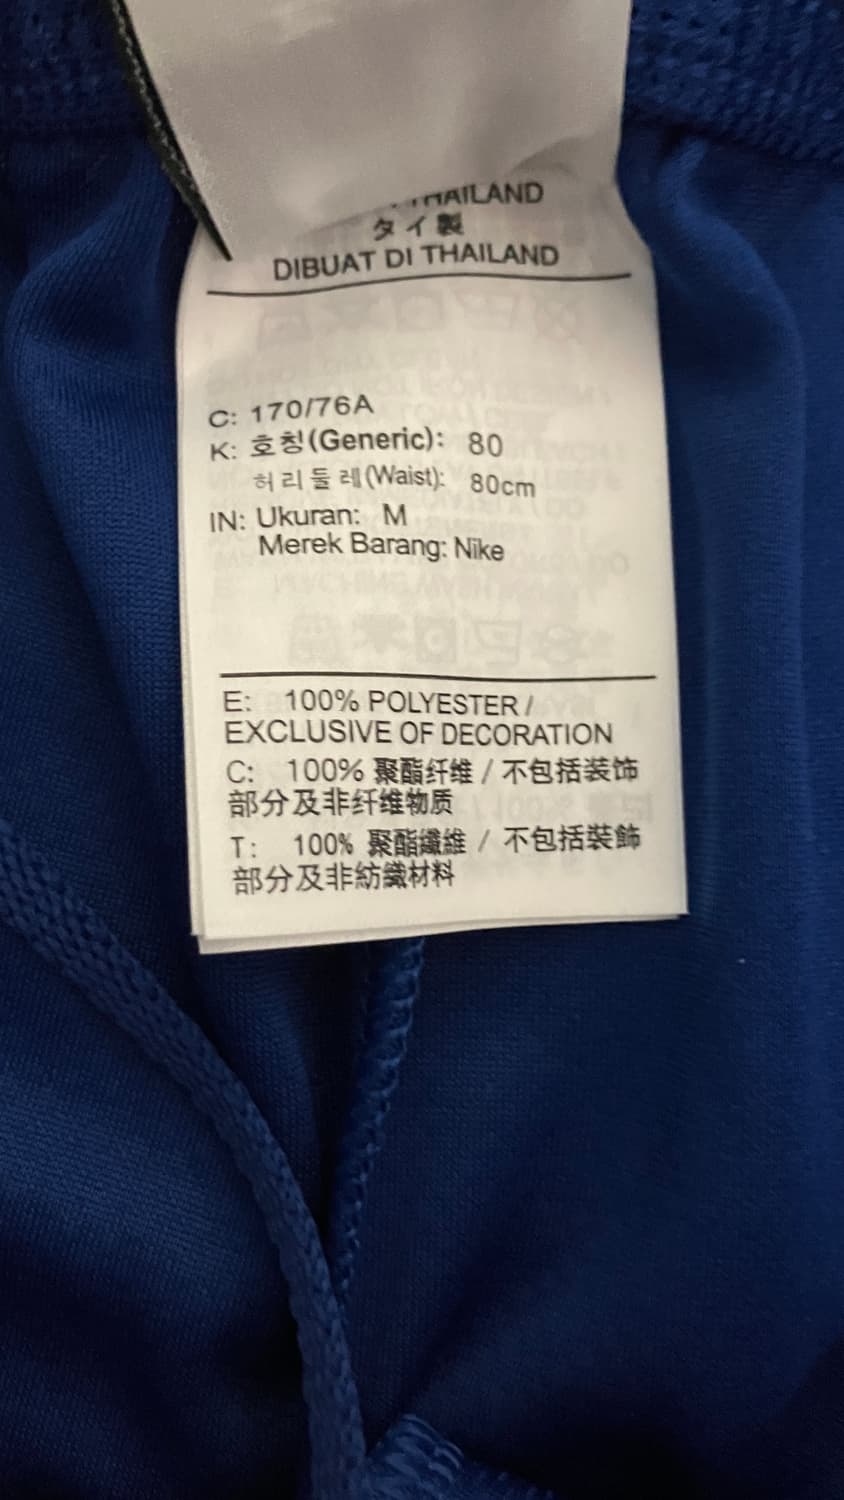 THAILAND
タイ製
DIBUAT DI THAILAND
C: 170/76A
K: 호칭(Generic): 80
허리둘레(Waist): 80cm
IN: Ukuran: M
Merek Barang: Nike
E: 100% POLYESTER /
EXCLUSIVE OF DECORATION
C: 100% 聚酯纤维 / 不包括装饰
部分及非纤维物质
T: 100% 聚酯纖維 / 不包括裝飾
部分及非紡織材料